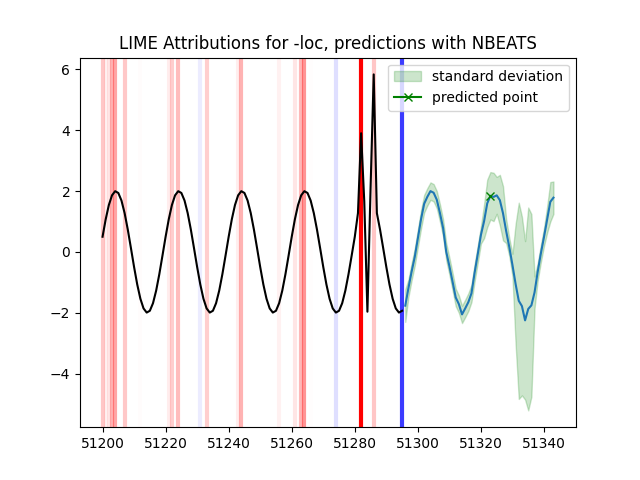 LIME Attributions for -loc, predictions with NBEATS
standard deviation
predicted point
6
4
2
0
−2
−4
51200 51220 51240 51260 51280 51300 51320 51340